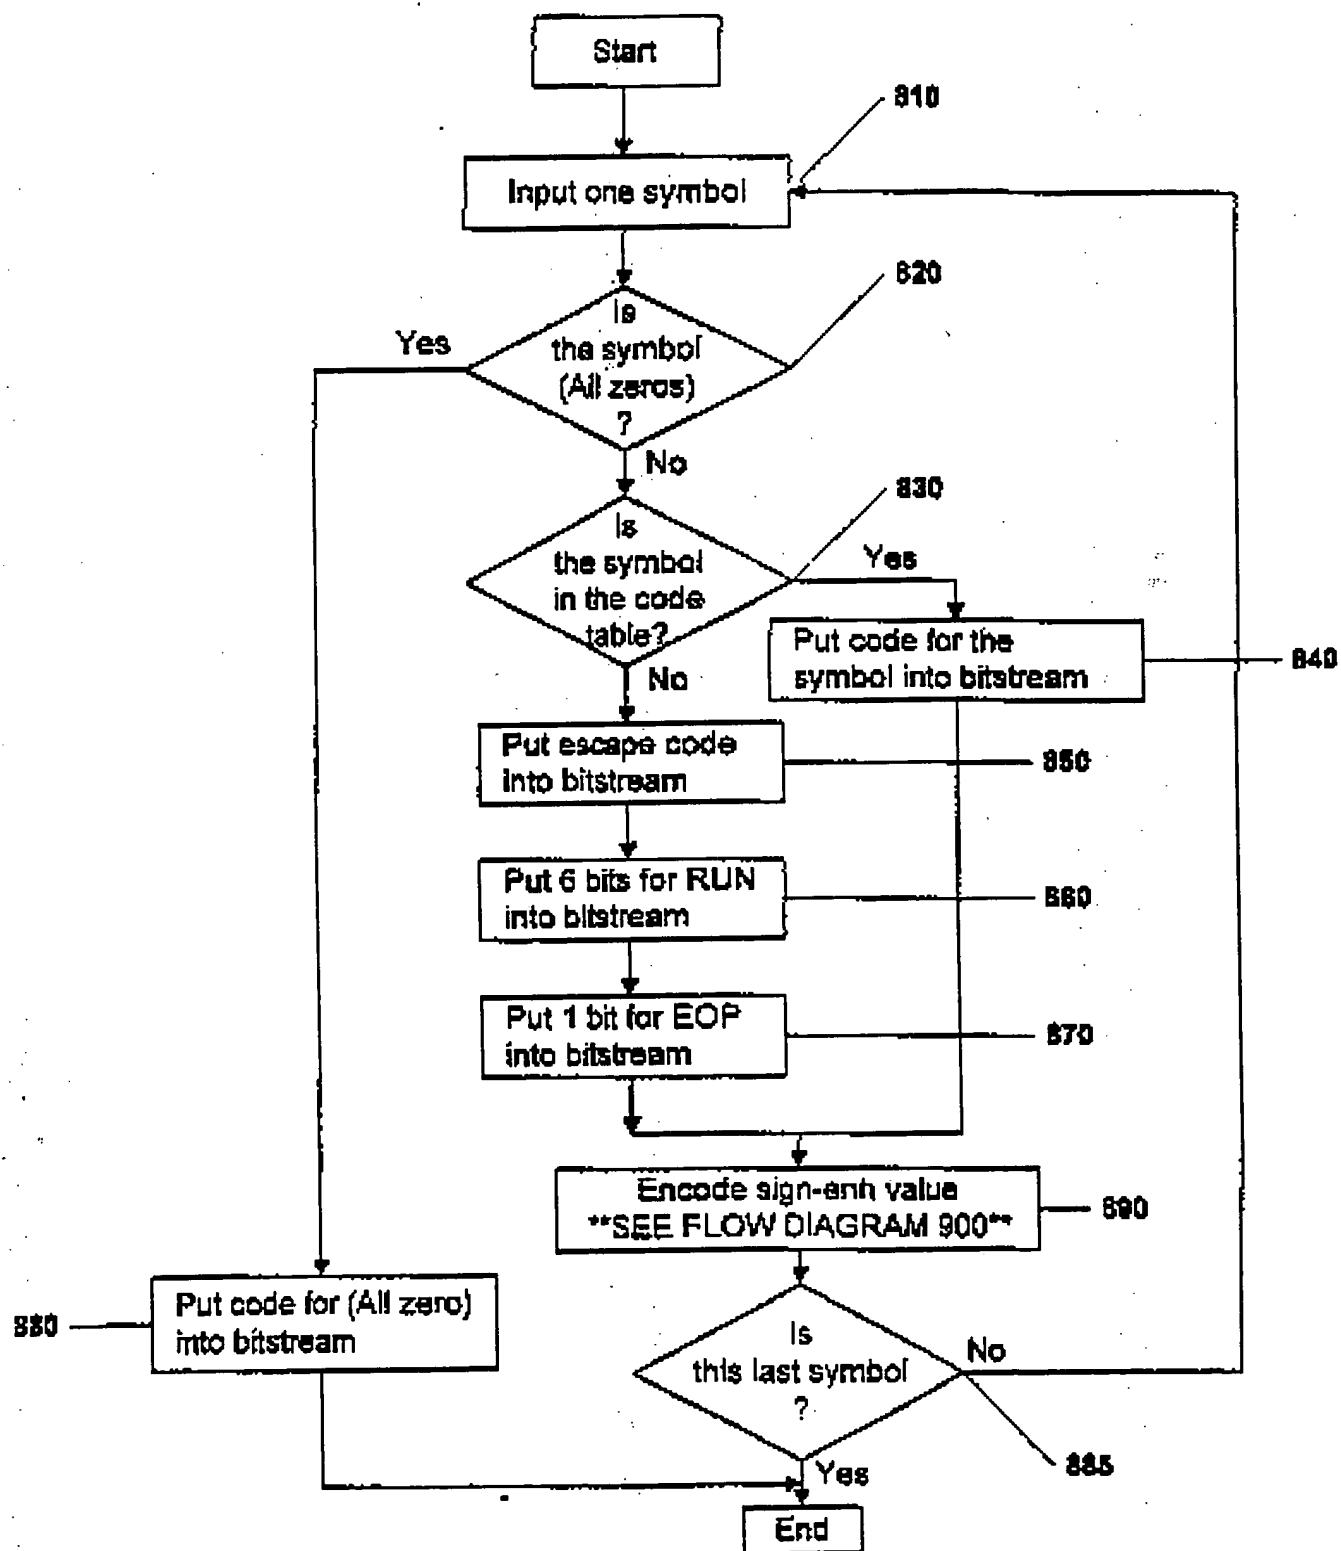 Start
810
Input one symbol
820
Is
Yes
the symbol
(All zeros)
?
No
830
Is
the symbol
in the code
table?
Yes
Put code for the
symbol into bitstream
840
No
Put escape code
into bitstream
850
Put 6 bits for RUN
into bitstream
860
Put 1 bit for EOP
into bitstream
870
Encode sign-enh value
**SEE FLOW DIAGRAM 900**
890
880
Put code for (All zero)
into bitstream
Is
this last symbol
?
No
885
Yes
End